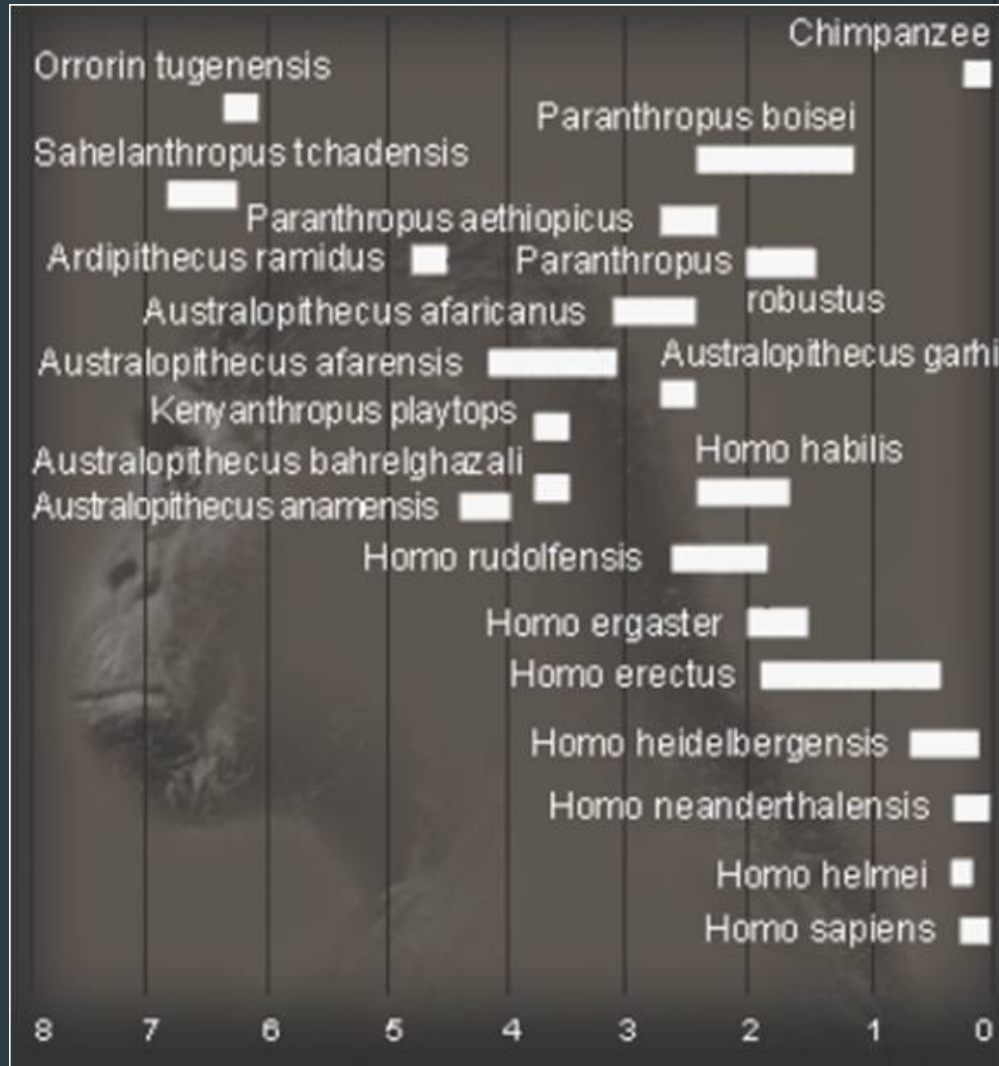 Chimpanzee
Orrorin tugenensis
Paranthropus boisei
Sahelanthropus tchadensis
Paranthropus aethiopicus
Ardipithecus ramidus
Paranthropus
robustus
Australopithecus afaricanus
Australopithecus garhi
Australopithecus afarensis
Kenyanthropus playtops
Homo habilis
Australopithecus bahrelghazali
Australopithecus anamensis
Homo rudolfensis
Homo ergaster
Homo erectus
Homo heidelbergensis
Homo neanderthalensis
Homo helmei
Homo sapiens
8 7 6 5 4 3 2 1 0